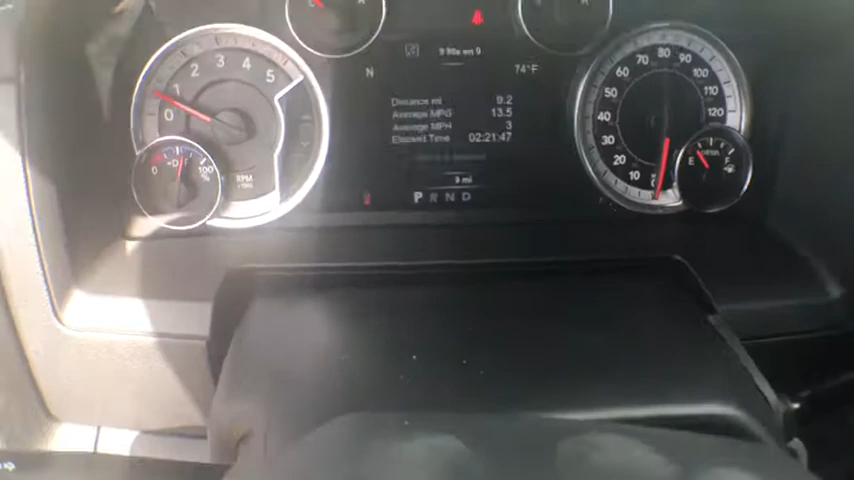 N
74°F
Distance mi 9.2
Average MPG 13.5
Average MPH 3
Elapsed Time 02:21:47
9 mi
P R N D
0 1 2 3 4 5
RPM
0 100
10 20 30 40 50 60 70 80 90 100 110 120
E F